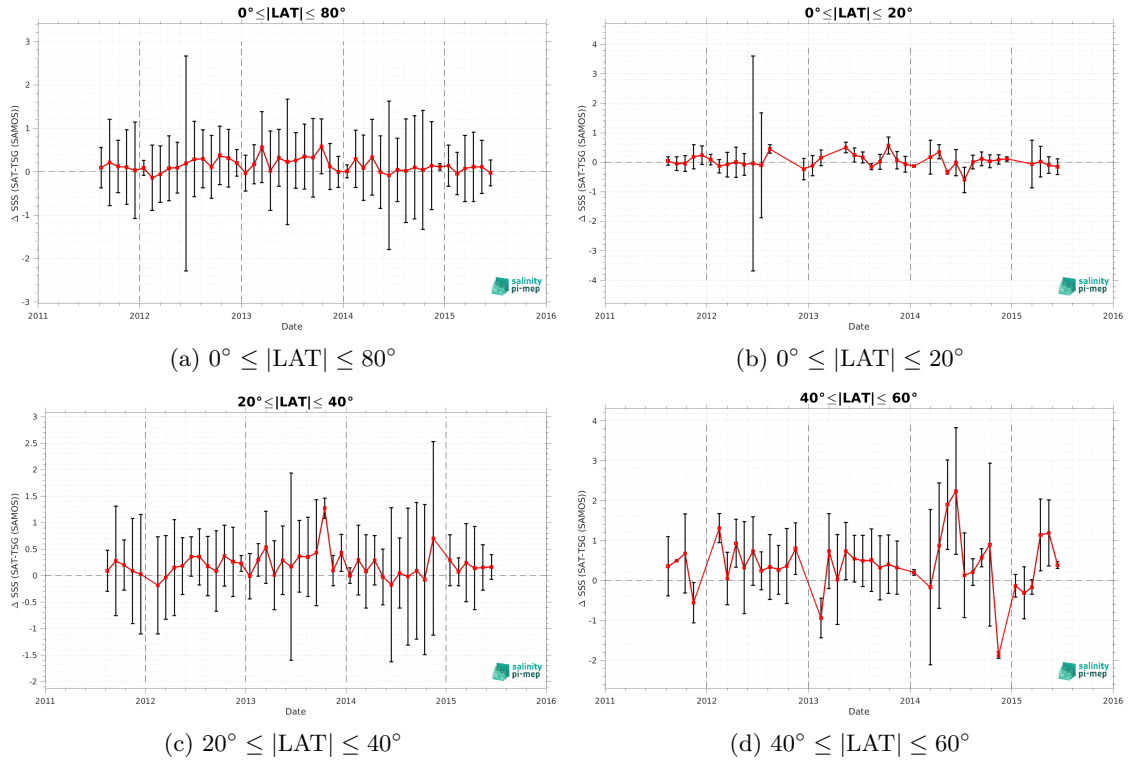 0°≤|LAT|≤ 80°
Δ SSS (SAT-TSG (SAMOS))
3
2
1
0
-1
-2
-3
2011 2012 2013 2014 2015 2016
Date
salinity
pi-mep
(a) 0° ≤ |LAT| ≤ 80°
0°≤|LAT|≤ 20°
Δ SSS (SAT-TSG (SAMOS))
4
3
2
1
0
-1
-2
-3
-4
2011 2012 2013 2014 2015 2016
Date
salinity
pi-mep
(b) 0° ≤ |LAT| ≤ 20°
20°≤|LAT|≤ 40°
Δ SSS (SAT-TSG (SAMOS))
3
2.5
2
1.5
1
0.5
0
-0.5
-1
-1.5
-2
2011 2012 2013 2014 2015 2016
Date
salinity
pi-mep
(c) 20° ≤ |LAT| ≤ 40°
40°≤|LAT|≤ 60°
Δ SSS (SAT-TSG (SAMOS))
4
3
2
1
0
-1
-2
2011 2012 2013 2014 2015 2016
Date
salinity
pi-mep
(d) 40° ≤ |LAT| ≤ 60°